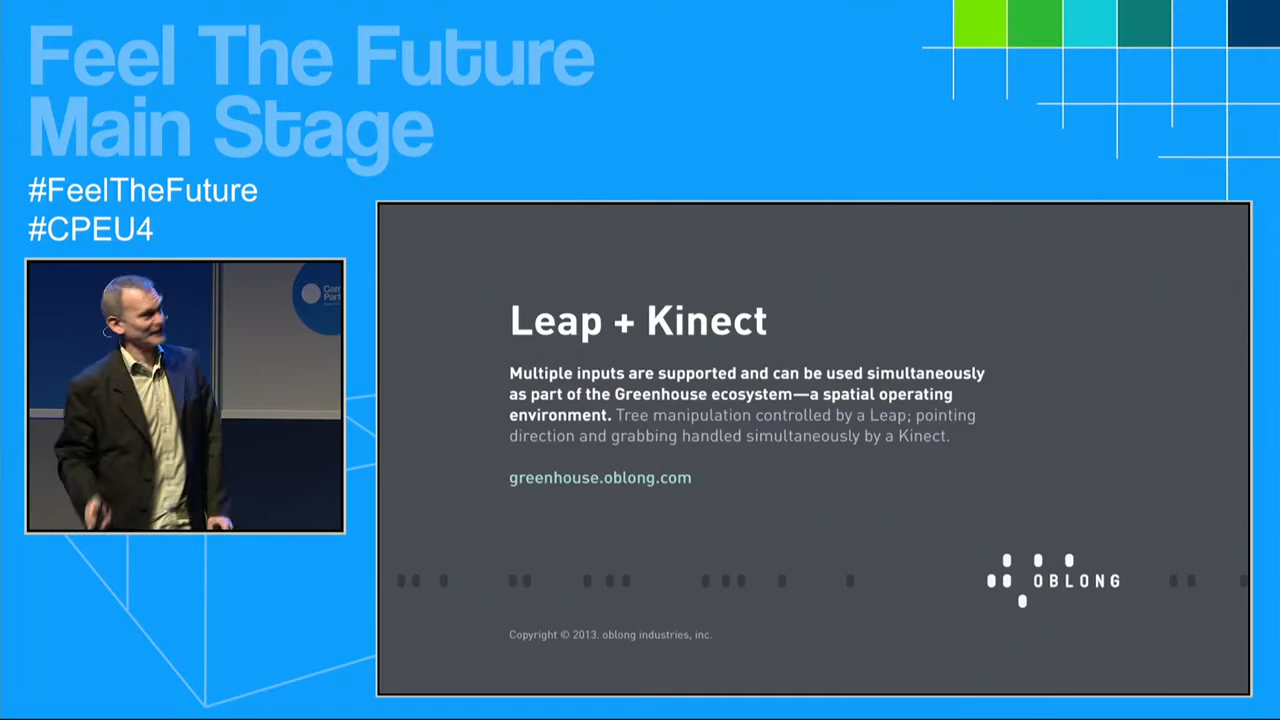 Feel The Future
Main Stage
#FeelTheFuture
#CPEU4
Leap + Kinect
Multiple inputs are supported and can be used simultaneously
as part of the Greenhouse ecosystem—a spatial operating
environment. Tree manipulation controlled by a Leap; pointing
direction and grabbing handled simultaneously by a Kinect.
greenhouse.oblong.com
OBLONG
Copyright © 2013. oblong industries, inc.